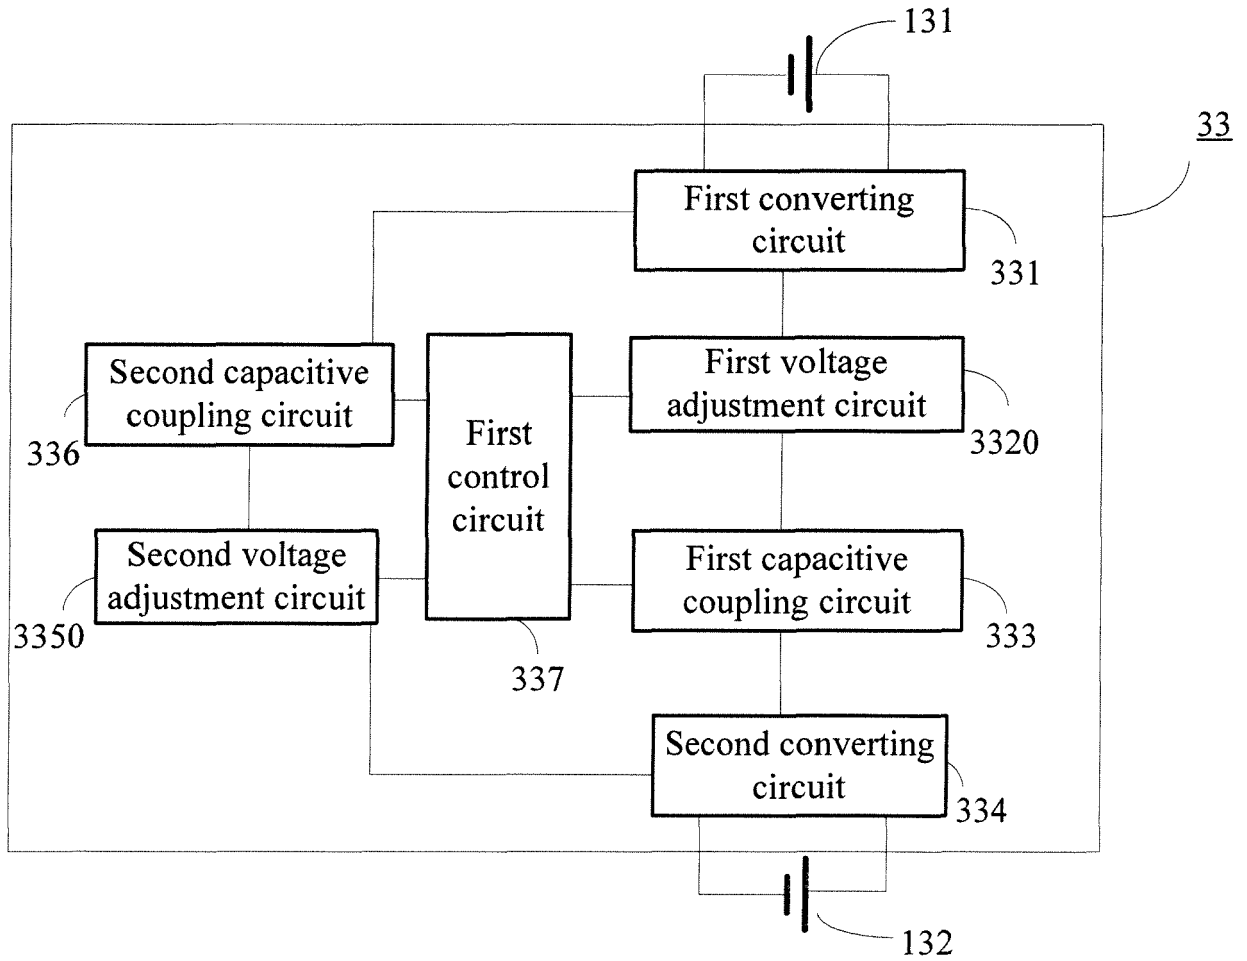 131
33
First converting
circuit
331
Second capacitive
coupling circuit
336
First
control
circuit
337
First voltage
adjustment circuit
3320
Second voltage
adjustment circuit
3350
First capacitive
coupling circuit
333
Second converting
circuit
334
132